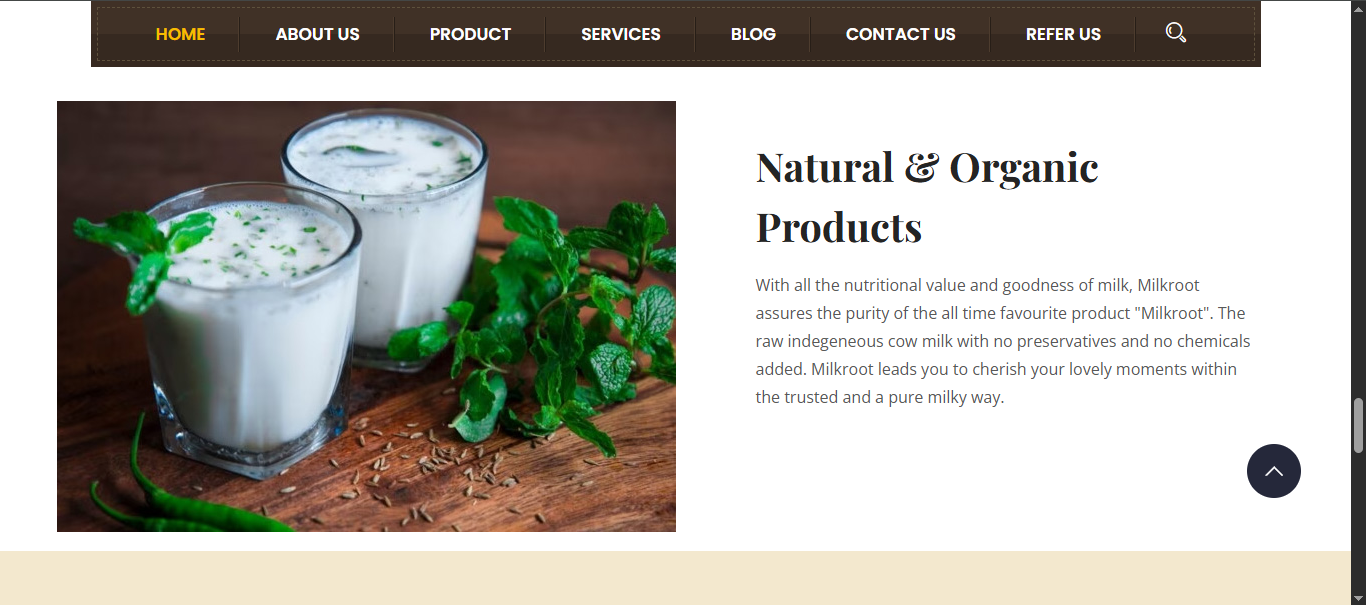 HOME ABOUT US PRODUCT SERVICES BLOG CONTACT US REFER US
Natural & Organic
Products
With all the nutritional value and goodness of milk, Milkroot
assures the purity of the all time favourite product "Milkroot". The
raw indegeneous cow milk with no preservatives and no chemicals
added. Milkroot leads you to cherish your lovely moments within
the trusted and a pure milky way.